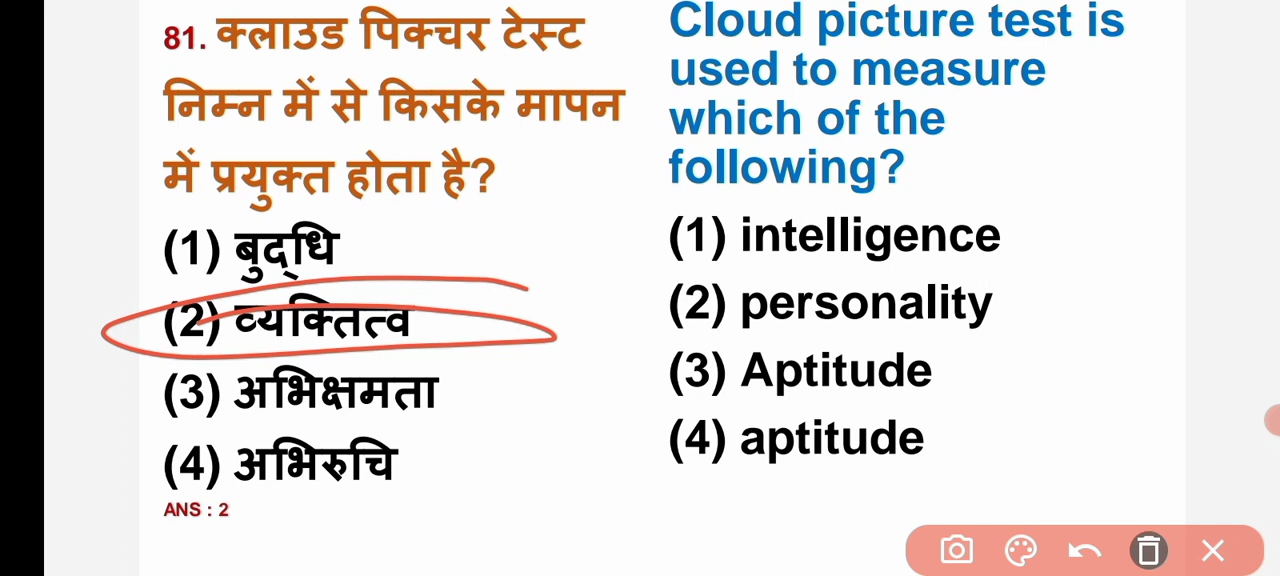 81. क्लाउड पिक्चर टेस्ट
निम्न में से किसके मापन
में प्रयुक्त होता है?
(1) बुद्धि
(2) व्यक्तित्व
(3) अभिक्षमता
(4) अभिरुचि
ANS : 2
Cloud picture test is
used to measure
which of the
following?
(1) intelligence
(2) personality
(3) Aptitude
(4) aptitude